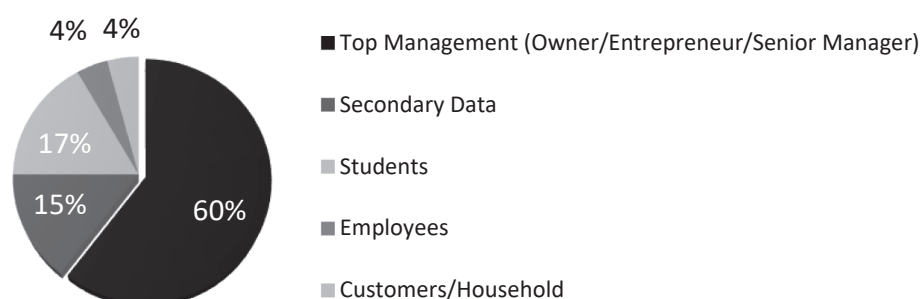 4% 4%
17%
15%
60%
Top Management (Owner/Entrepreneur/Senior Manager)
Secondary Data
Students
Employees
Customers/Household